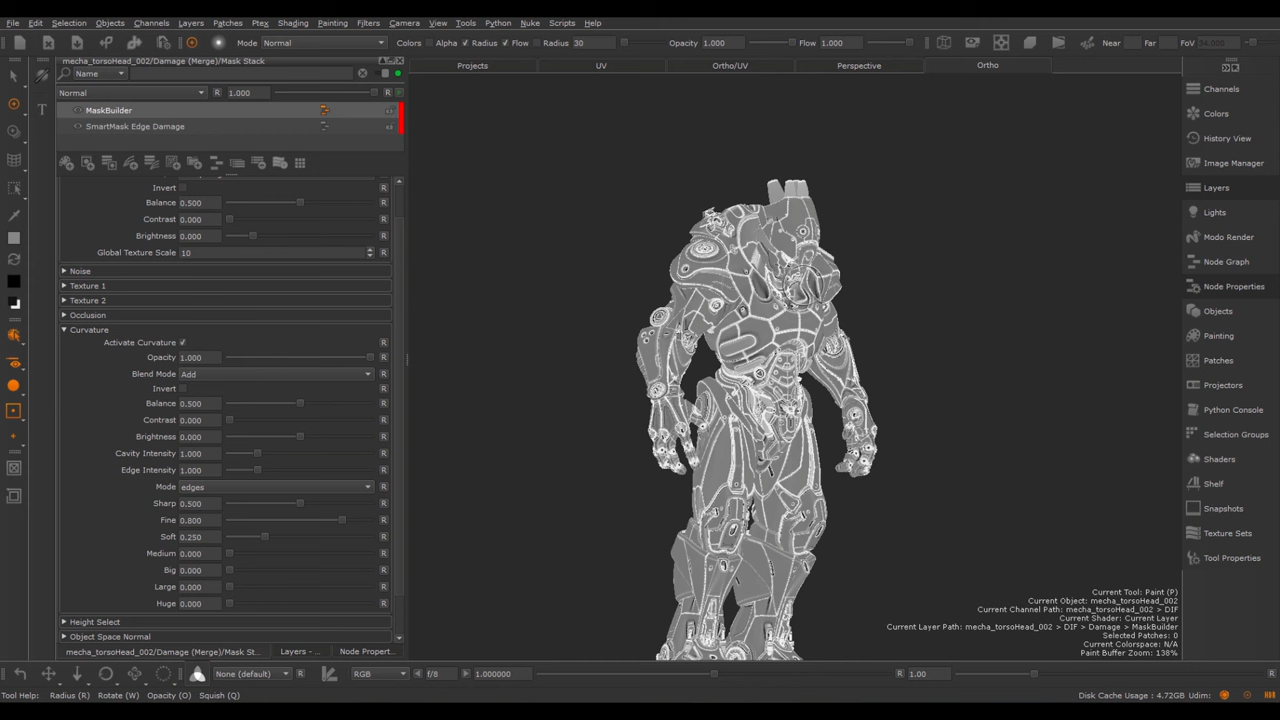 File Edit Selection Objects Channels Layers Patches Ptex Shading Painting Filters Camera View Tools Python Nuke Scripts Help
Mode Normal Colors Alpha Radius Flow Radius 30 Opacity 1.000 Flow 1.000 Near Far FoV 24.000
mecha_torsoHead_002/Damage (Merge)/Mask Stack
Projects UV Ortho/UV Perspective Ortho
Name
Normal R 1.000 R
MaskBuilder
SmartMask Edge Damage
Invert R
Balance 0.500 R
Contrast 0.000 R
Brightness 0.000 R
Global Texture Scale 10 R
Noise
Texture 1
Texture 2
Occlusion
Curvature
Activate Curvature R
Opacity 1.000 R
Blend Mode Add R
Invert R
Balance 0.500 R
Contrast 0.000 R
Brightness 0.000 R
Cavity Intensity 1.000 R
Edge Intensity 1.000 R
Mode edges R
Sharp 0.500 R
Fine 0.800 R
Soft 0.250 R
Medium 0.000 R
Big 0.000 R
Large 0.000 R
Huge 0.000 R
Height Select
Object Space Normal
mecha_torsoHead_002/Damage (Merge)/Mask St... Layers - ... Node Propert...
Channels
Colors
History View
Image Manager
Layers
Lights
Modo Render
Node Graph
Node Properties
Objects
Painting
Patches
Projectors
Python Console
Selection Groups
Shaders
Shelf
Snapshots
Texture Sets
Tool Properties
Current Tool: Paint (P)
Current Object: mecha_torsoHead_002
Current Channel Path: mecha_torsoHead_002 > DIF
Current Shader: Current Layer
Current Layer Path: mecha_torsoHead_002 > DIF > Damage > MaskBuilder
Selected Patches: 0
Current Colorspace: N/A
Paint Buffer Zoom: 138%
None (default) R RGB f/8 1.000000 R 1.00 R
Tool Help: Radius (R) Rotate (W) Opacity (O) Squish (Q) Disk Cache Usage : 4.72GB Udim: